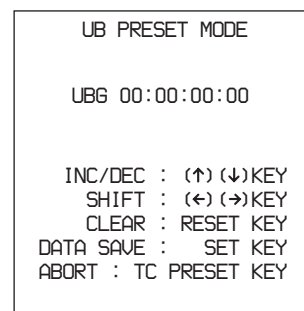 UB PRESET MODE
UBG 00:00:00:00
INC/DEC : (↑)(↓)KEY
SHIFT : (←)(→)KEY
CLEAR : RESET KEY
DATA SAVE : SET KEY
ABORT : TC PRESET KEY